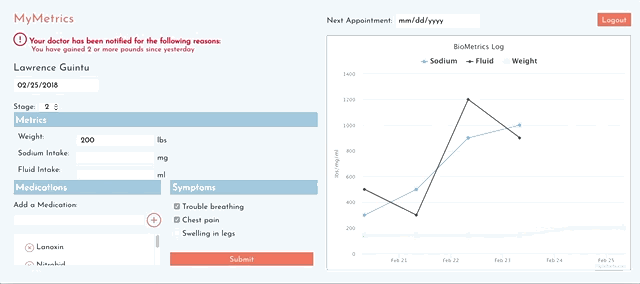 MyMetrics
Next Appointment: mm/dd/yyyy
Logout
Your doctor has been notified for the following reasons:
You have gained 2 or more pounds since yesterday
Lawrence Guintu
02/25/2018
Stage: 2
Metrics
Weight: 200 lbs
Sodium Intake: mg
Fluid Intake: ml
Medications
Add a Medication:
Lanoxin
Nitrobid
Symptoms
Trouble breathing
Chest pain
Swelling in legs
Submit
BioMetrics Log
Sodium Fluid Weight
lbs/mg/ml
1400
1200
1000
800
600
400
200
0
Feb 21 Feb 22 Feb 23 Feb 24 Feb 25